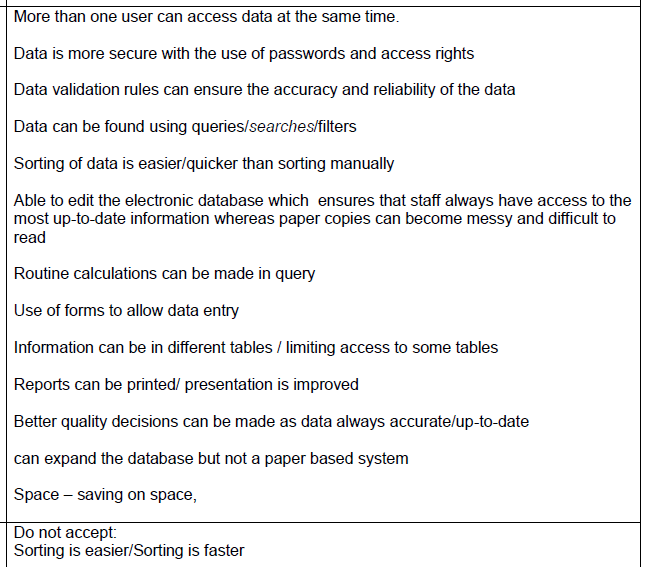 More than one user can access data at the same time.
Data is more secure with the use of passwords and access rights
Data validation rules can ensure the accuracy and reliability of the data
Data can be found using queries/searches/filters
Sorting of data is easier/quicker than sorting manually
Able to edit the electronic database which  ensures that staff always have access to the
most up-to-date information whereas paper copies can become messy and difficult to
read
Routine calculations can be made in query
Use of forms to allow data entry
Information can be in different tables / limiting access to some tables
Reports can be printed/ presentation is improved
Better quality decisions can be made as data always accurate/up-to-date
can expand the database but not a paper based system
Space – saving on space,
Do not accept:
Sorting is easier/Sorting is faster